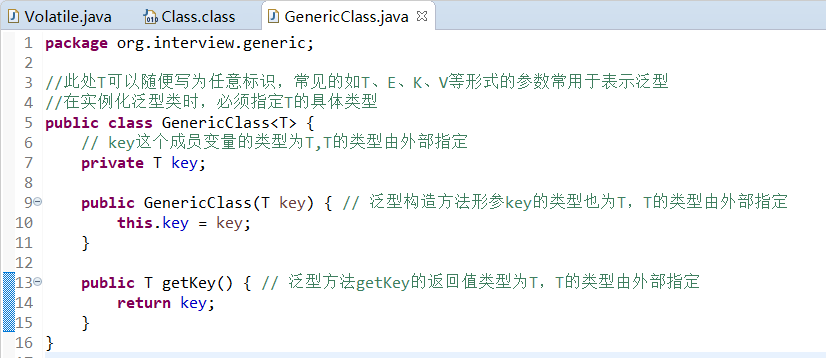 Volatile.java Class.class GenericClass.java
1 package org.interview.generic;
2
3 //此处T可以随便写为任意标识，常见的如T、E、K、V等形式的参数常用于表示泛型
4 //在实例化泛型类时，必须指定T的具体类型
5 public class GenericClass<T> {
6 // key这个成员变量的类型为T,T的类型由外部指定
7 private T key;
8
9 public GenericClass(T key) { // 泛型构造方法形参key的类型也为T，T的类型由外部指定
10 this.key = key;
11 }
12
13 public T getKey() { // 泛型方法getKey的返回值类型为T，T的类型由外部指定
14 return key;
15 }
16 }